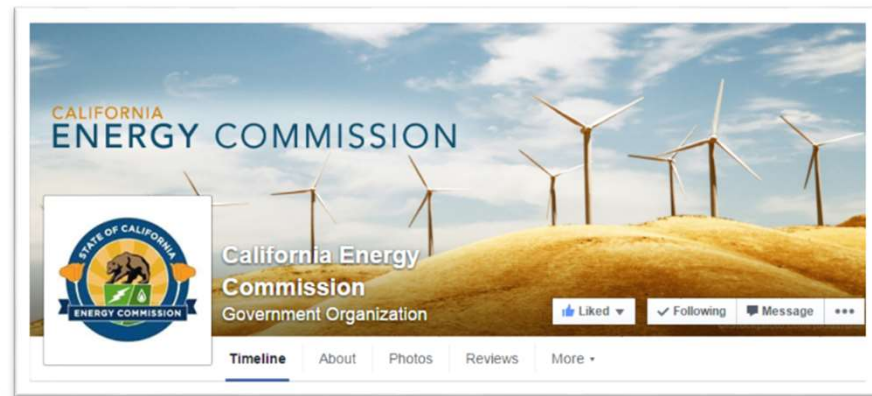 CALIFORNIA
ENERGY COMMISSION
STATE OF CALIFORNIA
ENERGY COMMISSION
California Energy
Commission
Government Organization
Liked
Following
Message
Timeline
About
Photos
Reviews
More